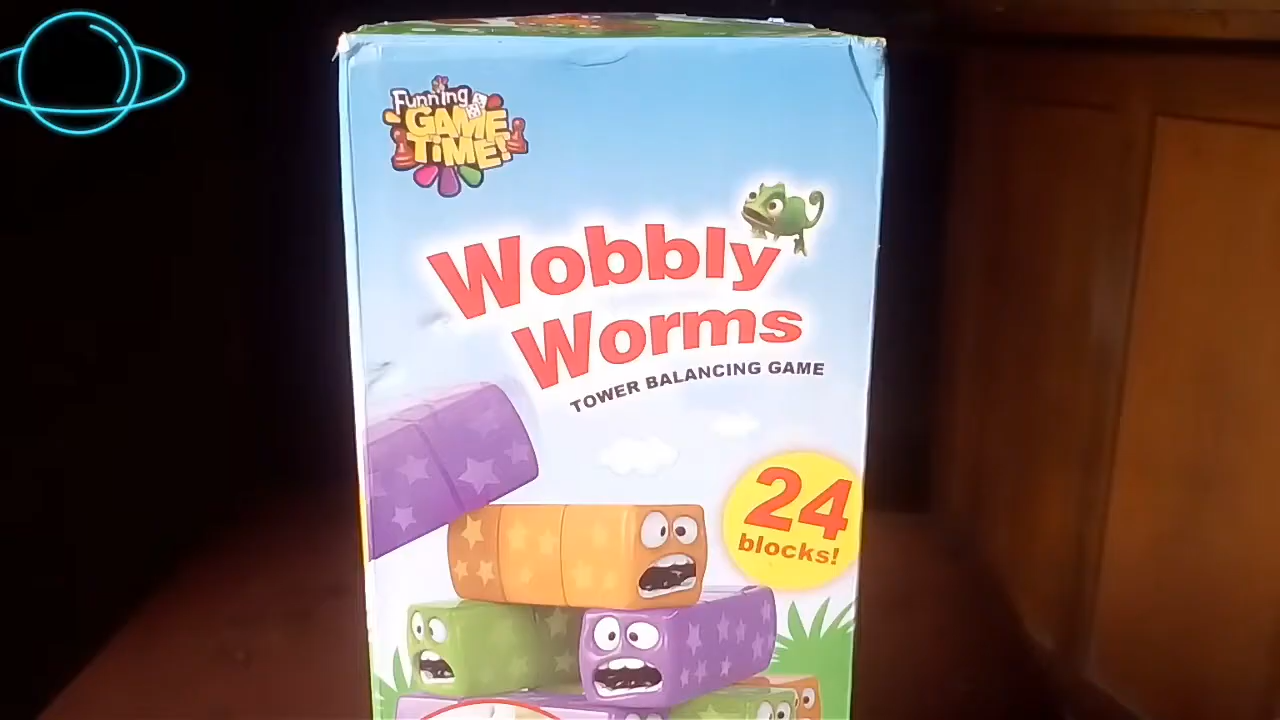 Funning
GAME
TiME!
Wobbly
Worms
TOWER BALANCING GAME
24
blocks!